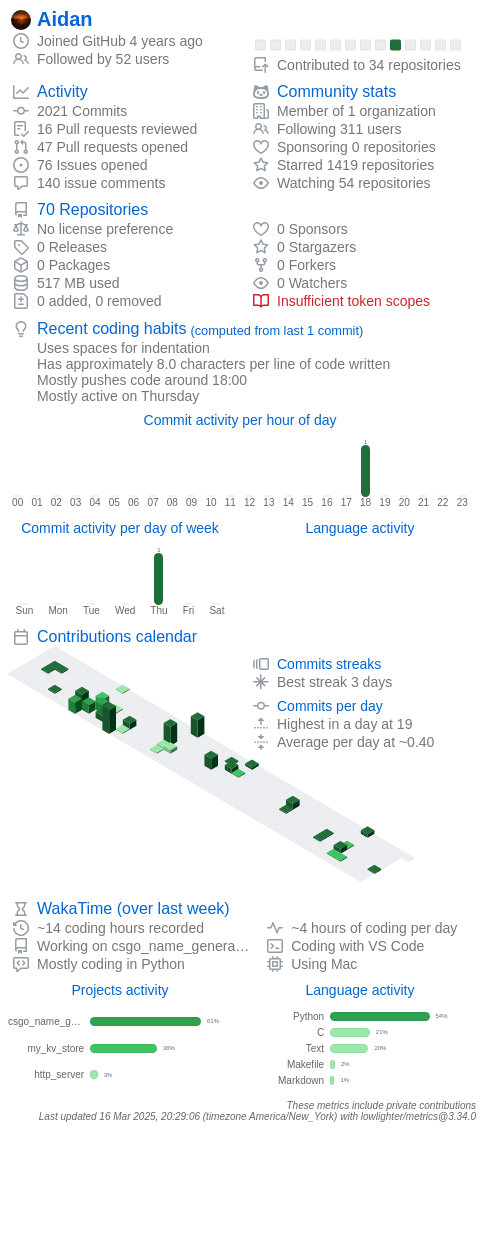 Aidan
Joined GitHub 4 years ago
Followed by 52 users
Contributed to 34 repositories
Activity
2021 Commits
16 Pull requests reviewed
47 Pull requests opened
76 Issues opened
140 issue comments
Community stats
Member of 1 organization
Following 311 users
Sponsoring 0 repositories
Starred 1419 repositories
Watching 54 repositories
70 Repositories
No license preference
0 Releases
0 Packages
517 MB used
0 added, 0 removed
0 Sponsors
0 Stargazers
0 Forkers
0 Watchers
Insufficient token scopes
Recent coding habits (computed from last 1 commit)
Uses spaces for indentation
Has approximately 8.0 characters per line of code written
Mostly pushes code around 18:00
Mostly active on Thursday
Commit activity per hour of day
1
00 01 02 03 04 05 06 07 08 09 10 11 12 13 14 15 16 17 18 19 20 21 22 23
Commit activity per day of week
1
Sun Mon Tue Wed Thu Fri Sat
Language activity
Contributions calendar
Commits streaks
Best streak 3 days
Commits per day
Highest in a day at 19
Average per day at ~0.40
WakaTime (over last week)
~14 coding hours recorded
Working on csgo_name_genera…
Mostly coding in Python
~4 hours of coding per day
Coding with VS Code
Using Mac
Projects activity
csgo_name_g… 61%
my_kv_store 36%
http_server 3%
Language activity
Python 54%
C 21%
Text 20%
Makefile 2%
Markdown 1%
These metrics include private contributions
Last updated 16 Mar 2025, 20:29:06 (timezone America/New_York) with lowlighter/metrics@3.34.0